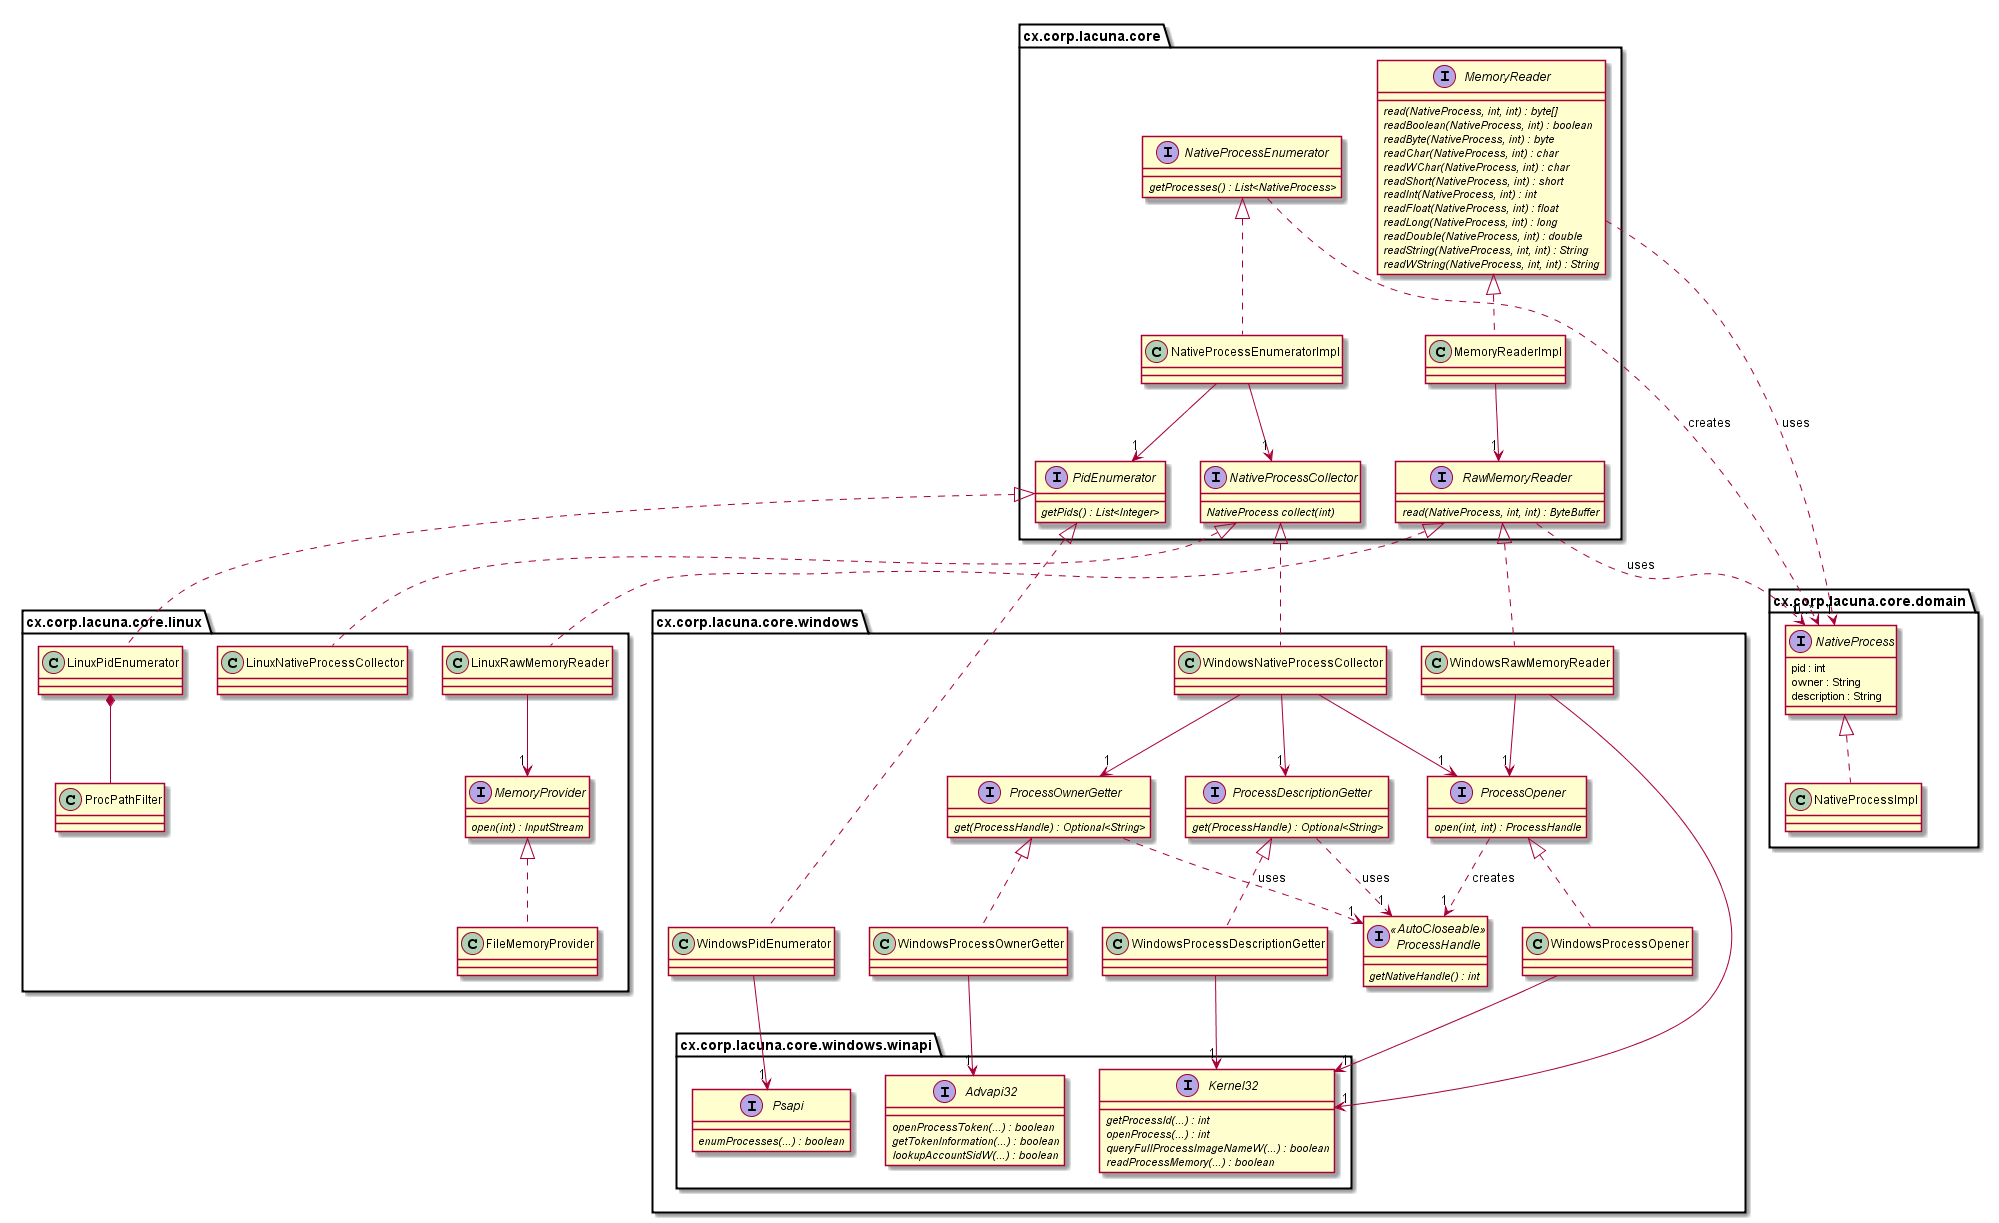 cx.corp.lacuna.core
I MemoryReader
read(NativeProcess, int, int) : byte[]
readBoolean(NativeProcess, int) : boolean
readByte(NativeProcess, int) : byte
readChar(NativeProcess, int) : char
readWChar(NativeProcess, int) : char
readShort(NativeProcess, int) : short
readInt(NativeProcess, int) : int
readFloat(NativeProcess, int) : float
readLong(NativeProcess, int) : long
readDouble(NativeProcess, int) : double
readString(NativeProcess, int, int) : String
readWString(NativeProcess, int, int) : String
I NativeProcessEnumerator
getProcesses() : List<NativeProcess>
C NativeProcessEnumeratorImpl
C MemoryReaderImpl
creates
uses
1
1
1
I PidEnumerator
getPids() : List<Integer>
I NativeProcessCollector
NativeProcess collect(int)
I RawMemoryReader
read(NativeProcess, int, int) : ByteBuffer
uses
cx.corp.lacuna.core.domain
I NativeProcess
pid : int
owner : String
description : String
C NativeProcessImpl
cx.corp.lacuna.core.linux
C LinuxPidEnumerator
C LinuxNativeProcessCollector
C LinuxRawMemoryReader
1
C ProcPathFilter
I MemoryProvider
open(int) : InputStream
C FileMemoryProvider
cx.corp.lacuna.core.windows
C WindowsNativeProcessCollector
C WindowsRawMemoryReader
1
1
1
1
I ProcessOwnerGetter
get(ProcessHandle) : Optional<String>
I ProcessDescriptionGetter
get(ProcessHandle) : Optional<String>
I ProcessOpener
open(int, int) : ProcessHandle
uses
uses
creates
1
1
1
C WindowsPidEnumerator
C WindowsProcessOwnerGetter
C WindowsProcessDescriptionGetter
I «AutoCloseable»
ProcessHandle
getNativeHandle() : int
C WindowsProcessOpener
cx.corp.lacuna.core.windows.winapi
1
1
1
1
1
I Psapi
enumProcesses(...) : boolean
I Advapi32
openProcessToken(...) : boolean
getTokenInformation(...) : boolean
lookupAccountSidW(...) : boolean
I Kernel32
getProcessId(...) : int
openProcess(...) : int
queryFullProcessImageNameW(...) : boolean
readProcessMemory(...) : boolean